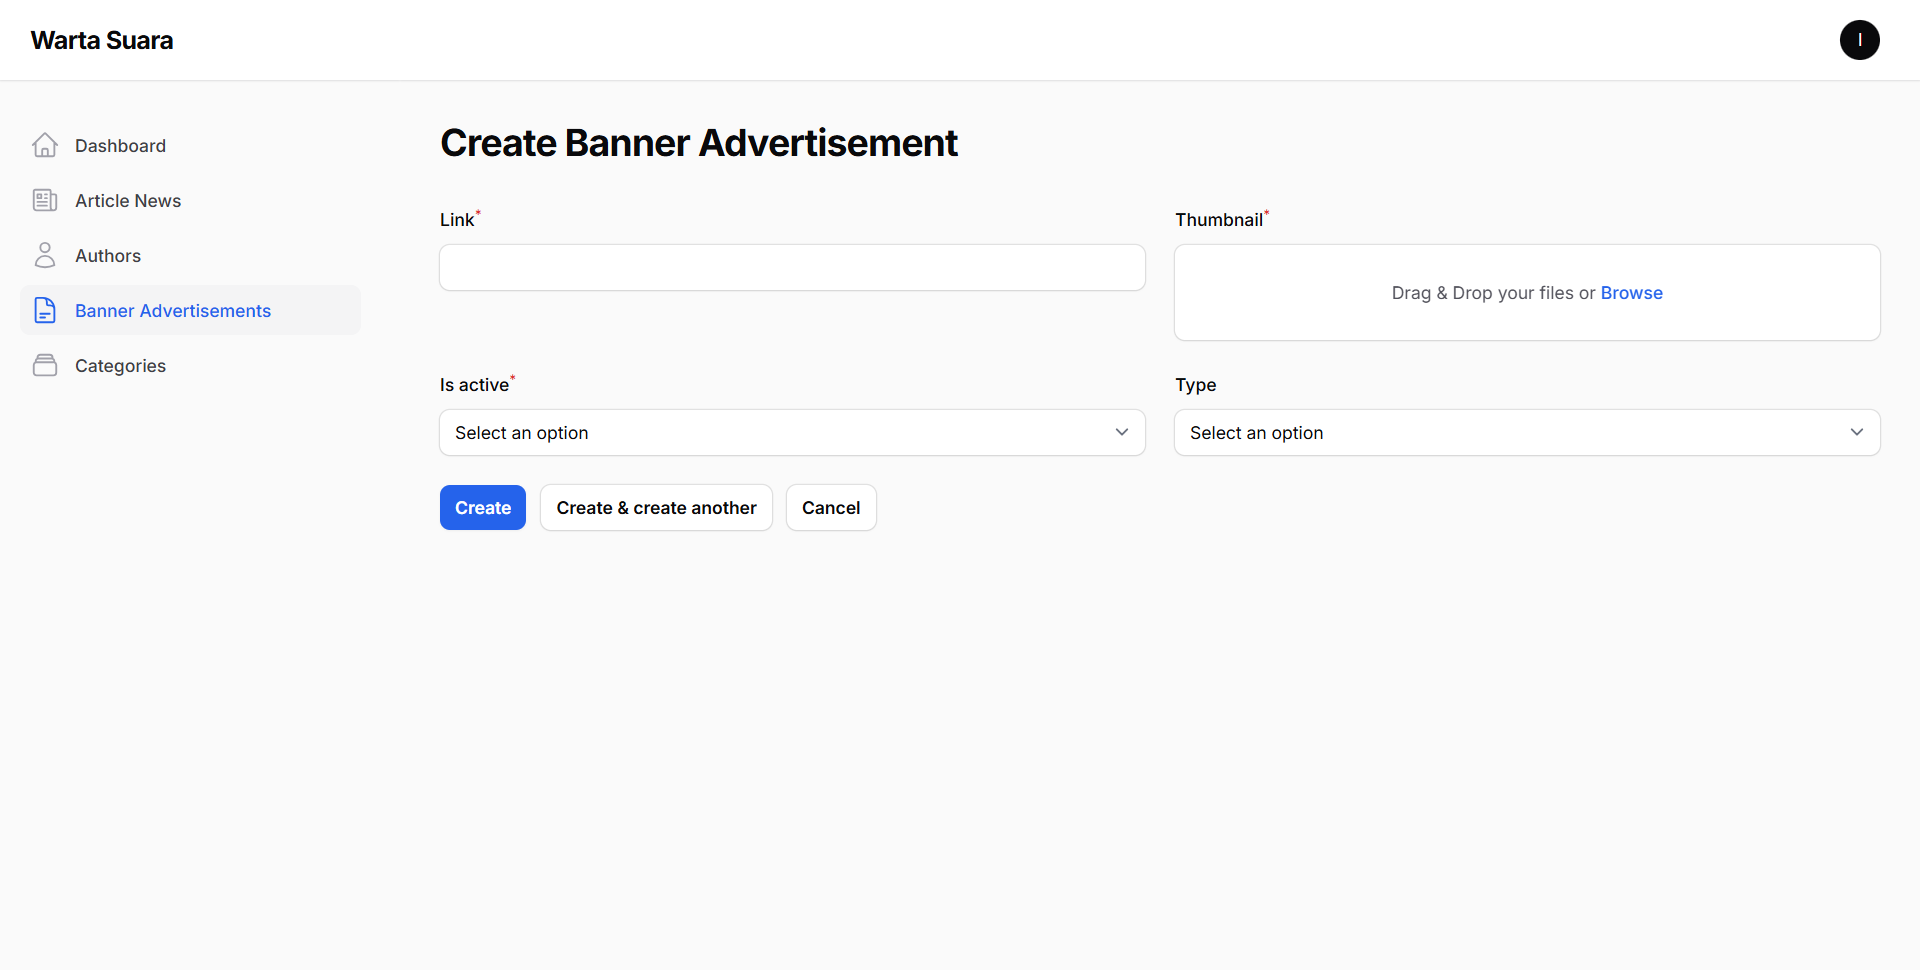 Warta Suara
I
Dashboard
Article News
Authors
Banner Advertisements
Categories
Create Banner Advertisement
Link*
Thumbnail*
Drag & Drop your files or Browse
Is active*
Select an option
Type
Select an option
Create
Create & create another
Cancel